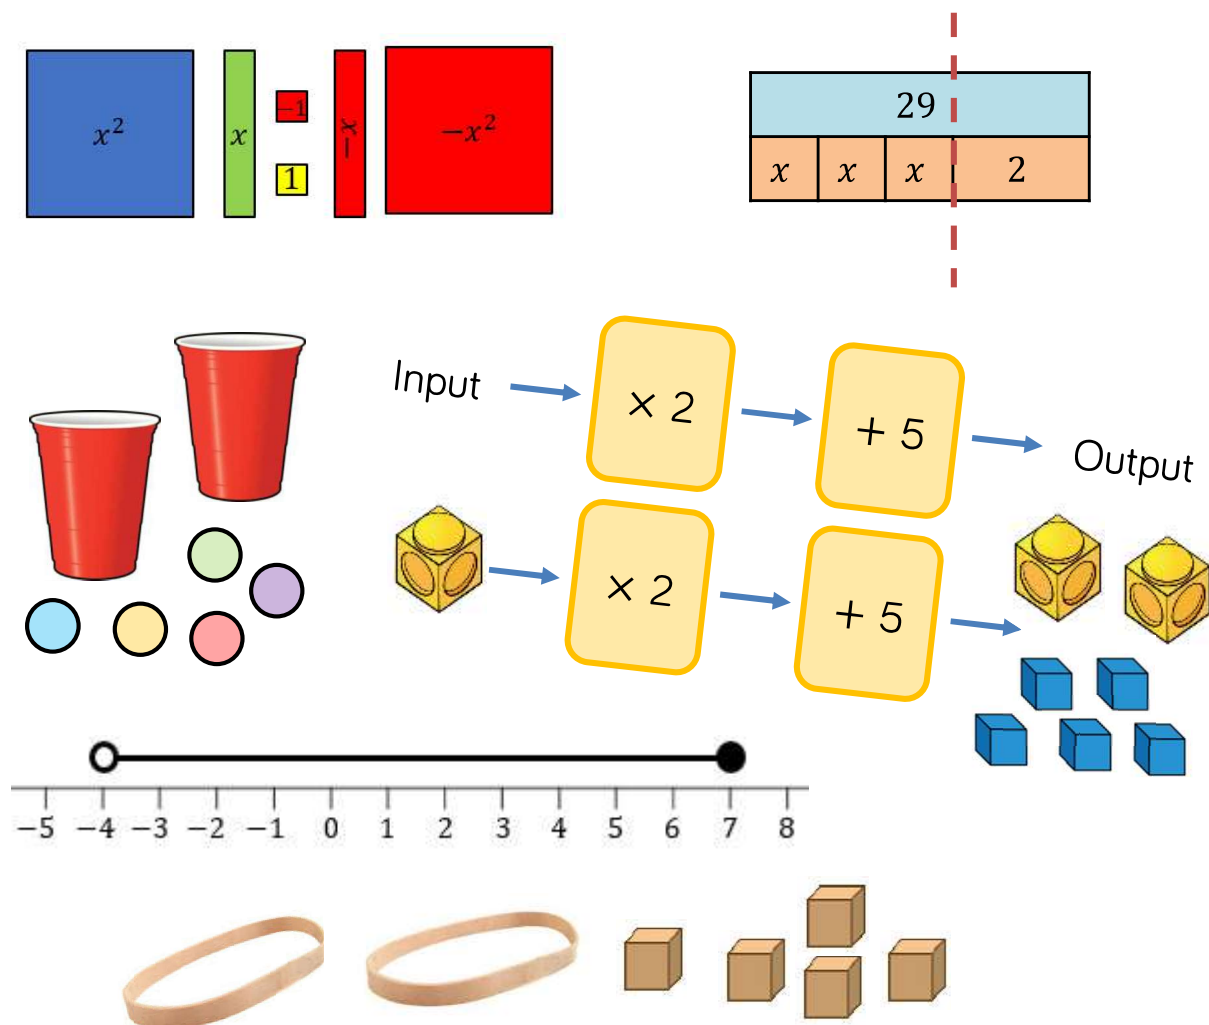 x² x −1 1 −x −x²
29
x x x 2
Input × 2 + 5 Output
× 2 + 5
−5 −4 −3 −2 −1 0 1 2 3 4 5 6 7 8